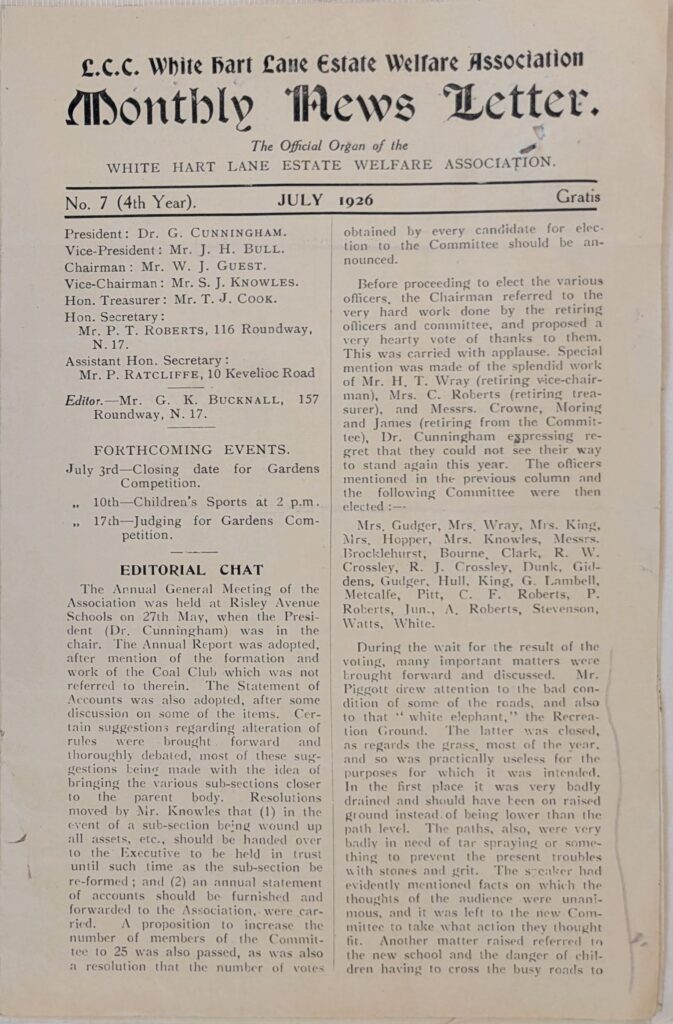 L.C.C. White Hart Lane Estate Welfare Association
Monthly News Letter.
The Official Organ of the
WHITE HART LANE ESTATE WELFARE ASSOCIATION.
No. 7 (4th Year). JULY 1926 Gratis
President: Dr. G. CUNNINGHAM.
Vice-President: Mr. J. H. BULL.
Chairman: Mr. W. J. GUEST.
Vice-Chairman: Mr. S. J. KNOWLES.
Hon. Treasurer: Mr. T. J. COOK.
Hon. Secretary:
Mr. P. T. ROBERTS, 116 Roundway,
N. 17.
Assistant Hon. Secretary:
Mr. P. RATCLIFFE, 10 Kevelioc Road
Editor.—Mr. G. K. BUCKNALL, 157
Roundway, N. 17.
FORTHCOMING EVENTS.
July 3rd—Closing date for Gardens
Competition.
„ 10th—Children's Sports at 2 p.m.
„ 17th—Judging for Gardens Com-
petition.
EDITORIAL CHAT
The Annual General Meeting of the
Association was held at Risley Avenue
Schools on 27th May, when the Presi-
dent (Dr. Cunningham) was in the
chair. The Annual Report was adopted,
after mention of the formation and
work of the Coal Club which was not
referred to therein. The Statement of
Accounts was also adopted, after some
discussion on some of the items. Cer-
tain suggestions regarding alteration of
rules were brought forward and
thoroughly debated, most of these sug-
gestions being made with the idea of
bringing the various sub-sections closer
to the parent body. Resolutions
moved by Mr. Knowles that (1) in the
event of a sub-section being wound up
all assets, etc., should be handed over
to the Executive to be held in trust
until such time as the sub-section be
re-formed; and (2) an annual statement
of accounts should be furnished and
forwarded to the Association, were car-
ried. A proposition to increase the
number of members of the Commit-
tee to 25 was also passed, as was also
a resolution that the number of votes
obtained by every candidate for elec-
tion to the Committee should be an-
nounced.
Before proceeding to elect the various
officers, the Chairman referred to the
very hard work done by the retiring
officers and committee, and proposed a
very hearty vote of thanks to them.
This was carried with applause. Special
mention was made of the splendid work
of Mr. H. T. Wray (retiring vice-chair-
man), Mrs. C. Roberts (retiring trea-
surer), and Messrs. Crowne, Moring
and James (retiring from the Commit-
tee), Dr. Cunningham expressing re-
gret that they could not see their way
to stand again this year. The officers
mentioned in the previous column and
the following Committee were then
elected:—
Mrs. Gudger, Mrs. Wray, Mrs. King,
Mrs. Hopper, Mrs. Knowles, Messrs.
Brocklehurst, Bourne, Clark, R. W.
Crossley, R. J. Crossley, Dunk, Gid-
dens, Gudger, Hull, King, G. Lambell,
Metcalfe, Pitt, C. F. Roberts, P.
Roberts, Jun., A. Roberts, Stevenson,
Watts, White.
During the wait for the result of the
voting, many important matters were
brought forward and discussed. Mr.
Piggott drew attention to the bad con-
dition of some of the roads, and also
to that "white elephant," the Recrea-
tion Ground. The latter was closed,
as regards the grass, most of the year,
and so was practically useless for the
purposes for which it was intended.
In the first place it was very badly
drained and should have been on raised
ground instead of being lower than the
path level. The paths, also, were very
badly in need of tar spraying or some-
thing to prevent the present troubles
with stones and grit. The speaker had
evidently mentioned facts on which the
thoughts of the audience were unani-
mous, and it was left to the new Com-
mittee to take what action they thought
fit. Another matter raised referred to
the new school and the danger of chil-
dren having to cross the busy roads to